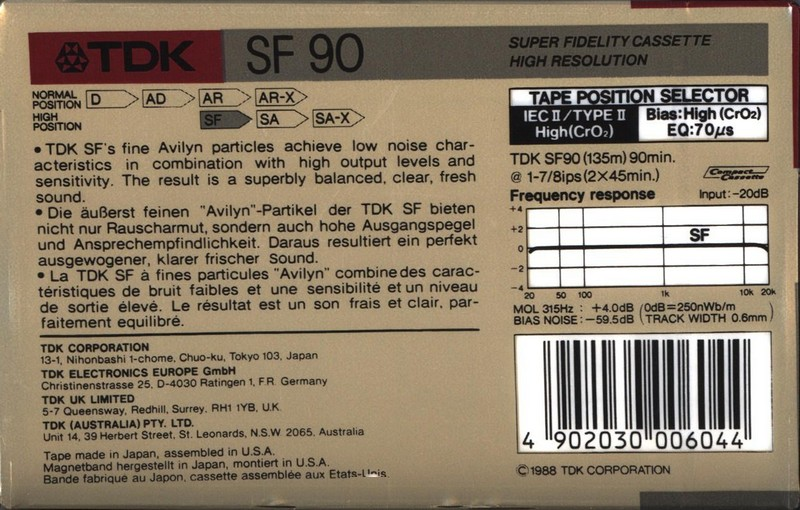 TDK SF 90
SUPER FIDELITY CASSETTE
HIGH RESOLUTION
NORMAL POSITION D AD AR AR-X
HIGH POSITION SF SA SA-X
• TDK SF's fine Avilyn particles achieve low noise char-
acteristics in combination with high output levels and
sensitivity. The result is a superbly balanced, clear, fresh
sound.
• Die äußerst feinen "Avilyn"-Partikel der TDK SF bieten
nicht nur Rauscharmut, sondern auch hohe Ausgangspegel
und Ansprechempfindlichkeit. Daraus resultiert ein perfekt
ausgewogener, klarer frischer Sound.
• La TDK SF à fines particules "Avilyn" combine des carac-
téristiques de bruit faibles et une sensibilité et un niveau
de sortie élevé. Le résultat est un son frais et clair, par-
faitement equilibré.
TDK CORPORATION
13-1, Nihonbashi 1-chome, Chuo-ku, Tokyo 103, Japan
TDK ELECTRONICS EUROPE GmbH
Christinenstrasse 25, D-4030 Ratingen 1, F.R. Germany
TDK UK LIMITED
5-7 Queensway, Redhill, Surrey. RH1 1YB, U.K.
TDK (AUSTRALIA) PTY. LTD.
Unit 14, 39 Herbert Street, St. Leonards, N.S.W. 2065, Australia
Tape made in Japan, assembled in U.S.A.
Magnetband hergestellt in Japan, montiert in U.S.A.
Bande fabriqué au Japon, cassette assemblée aux Etats-Unis.
TAPE POSITION SELECTOR
IEC II/TYPE II
High(CrO₂)
Bias: High (CrO₂)
EQ: 70µs
TDK SF90 (135m) 90min.
@ 1-7/8ips (2×45min.)
Compact Cassette
Frequency response Input: -20dB
+4
+2
0
-2
-4
SF
20 50 100 1k 10k 20k
MOL 315Hz : +4.0dB (0dB=250nWb/m
BIAS NOISE : -59.5dB TRACK WIDTH 0.6mm)
4 902030 006044
©1988 TDK CORPORATION